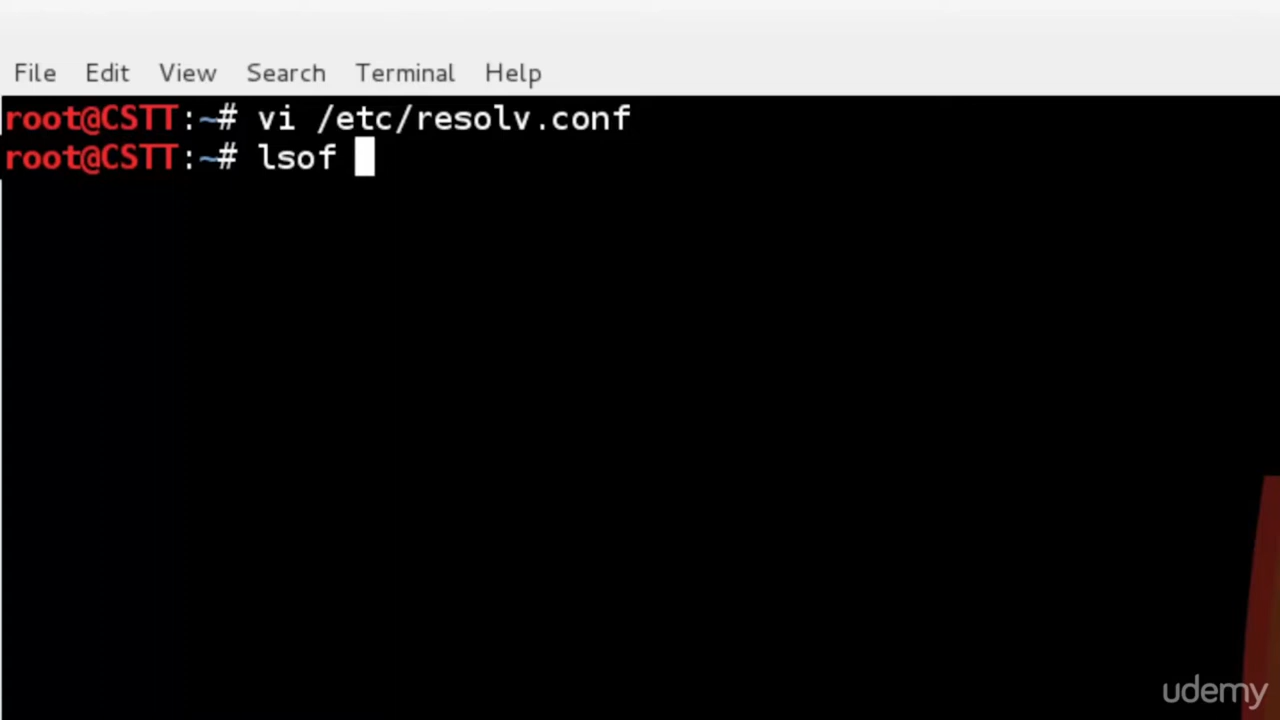 File Edit View Search Terminal Help
root@CSTT:~# vi /etc/resolv.conf
root@CSTT:~# lsof
udemy